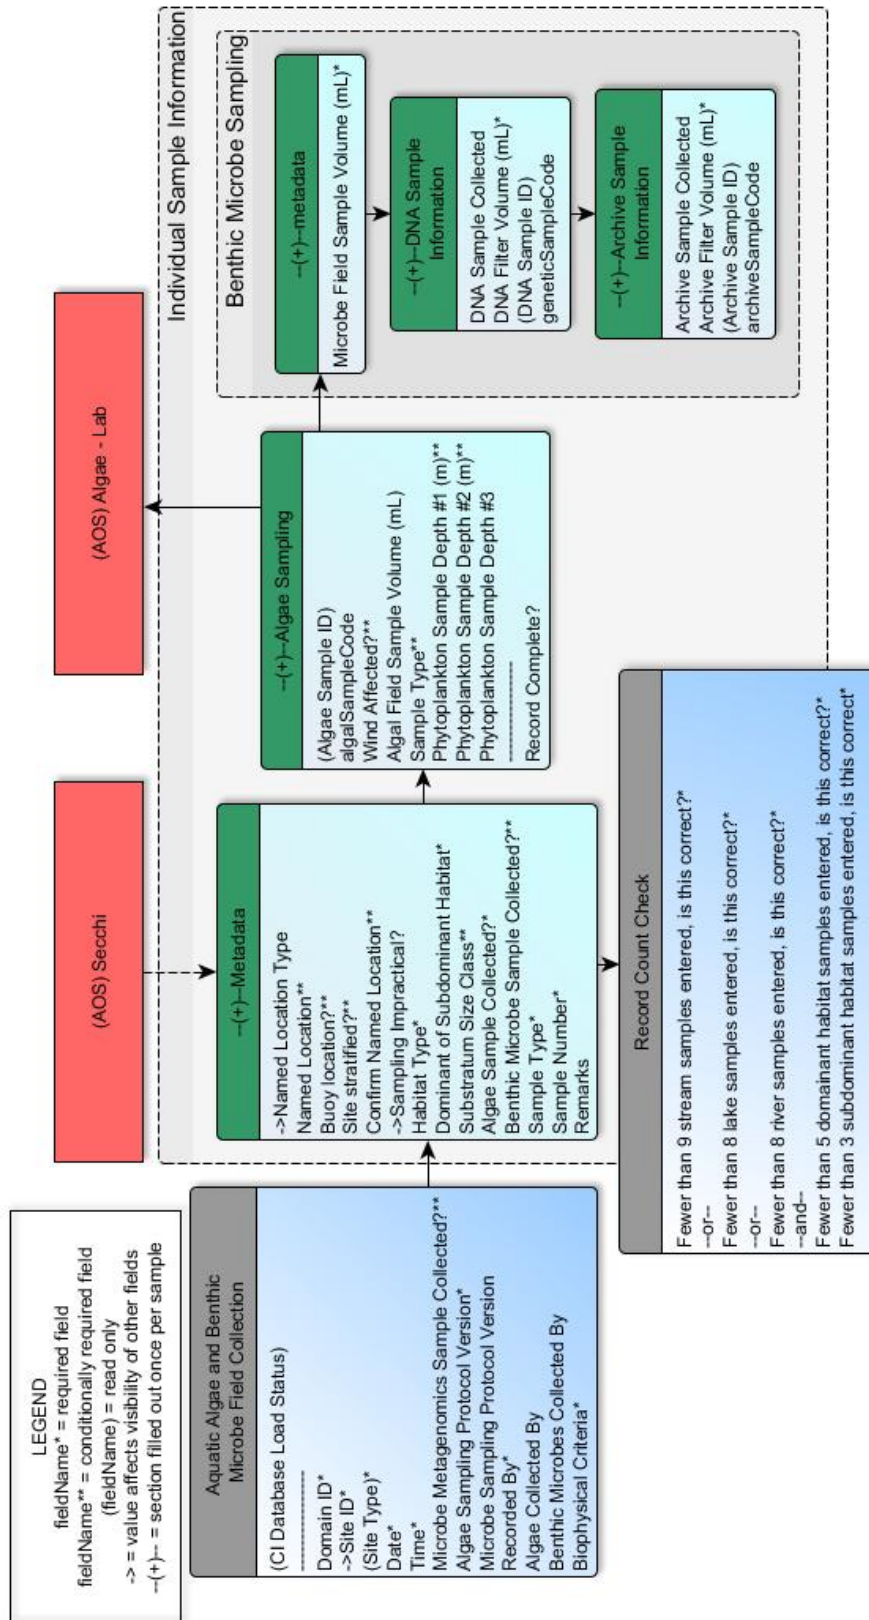 LEGEND
fieldName* = required field
fieldName** = conditionally required field
(fieldName) = read only
-> = value affects visibility of other fields
--(+)-- = section filled out once per sample
(AOS) Secchi
(AOS) Algae - Lab
Individual Sample Information
Aquatic Algae and Benthic
Microbe Field Collection
(CI Database Load Status)
--------------------
Domain ID*
->Site ID*
(Site Type)*
Date*
Time*
Microbe Metagenomics Sample Collected?**
Algae Sampling Protocol Version*
Microbe Sampling Protocol Version
Recorded By*
Algae Collected By
Benthic Microbes Collected By
Biophysical Criteria*
--(+)--Metadata
->Named Location Type
Named Location**
Buoy location?**
Site stratified?**
Confirm Named Location**
->Sampling Impractical?
Habitat Type*
Dominant of Subdominant Habitat*
Substratum Size Class**
Algae Sample Collected?*
Benthic Microbe Sample Collected?**
Sample Type*
Sample Number*
Remarks
--(+)--Algae Sampling
(Algae Sample ID)
algalSampleCode
Wind Affected?**
Algal Field Sample Volume (mL)
Sample Type**
Phytoplankton Sample Depth #1 (m)**
Phytoplankton Sample Depth #2 (m)**
Phytoplankton Sample Depth #3
--------------
Record Complete?
Benthic Microbe Sampling
--(+)--metadata
Microbe Field Sample Volume (mL)*
--(+)--DNA Sample
Information
DNA Sample Collected
DNA Filter Volume (mL)*
(DNA Sample ID)
geneticSampleCode
--(+)--Archive Sample
Information
Archive Sample Collected
Archive Filter Volume (mL)*
(Archive Sample ID)
archiveSampleCode
Record Count Check
Fewer than 9 stream samples entered, is this correct?*
--or--
Fewer than 8 lake samples entered, is this correct?*
--or--
Fewer than 8 river samples entered, is this correct?*
--and--
Fewer than 5 domainant habitat samples entered, is this correct?*
Fewer than 3 subdominant habitat samples entered, is this correct*